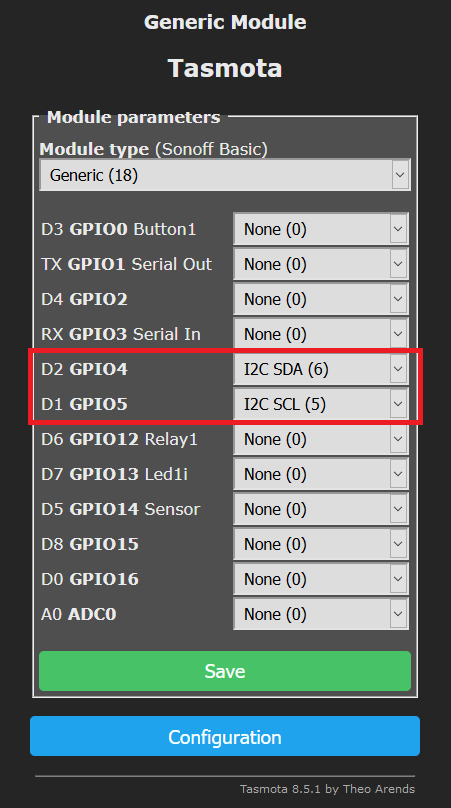 Generic Module
Tasmota
Module parameters
Module type (Sonoff Basic)
Generic (18)
D3 GPIO0 Button1 None (0)
TX GPIO1 Serial Out None (0)
D4 GPIO2 None (0)
RX GPIO3 Serial In None (0)
D2 GPIO4 I2C SDA (6)
D1 GPIO5 I2C SCL (5)
D6 GPIO12 Relay1 None (0)
D7 GPIO13 Led1i None (0)
D5 GPIO14 Sensor None (0)
D8 GPIO15 None (0)
D0 GPIO16 None (0)
A0 ADC0 None (0)
Save
Configuration
Tasmota 8.5.1 by Theo Arends